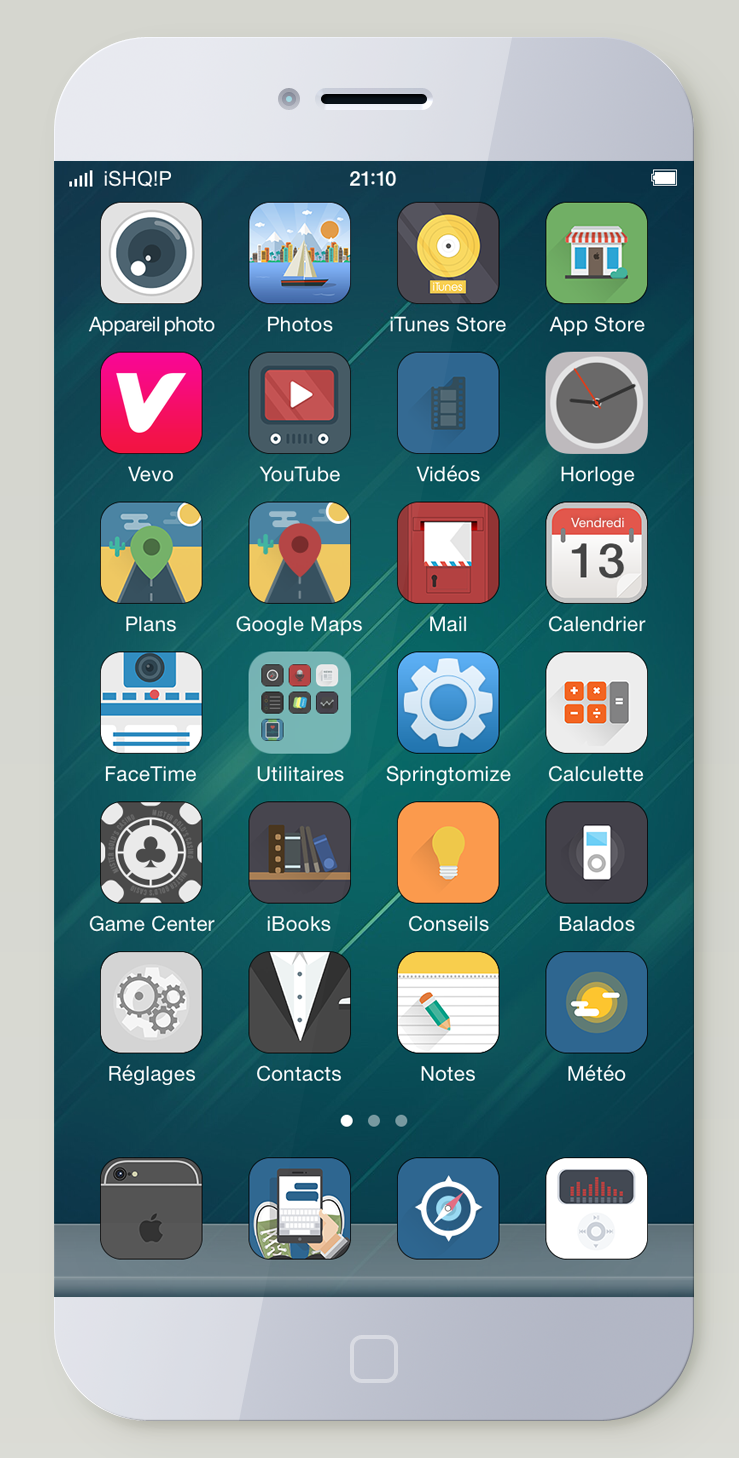 iSHQ!P 21:10
iTunes
Appareil photo Photos iTunes Store App Store
Vevo YouTube Vidéos Horloge
Vendredi
13
Plans Google Maps Mail Calendrier
FaceTime Utilitaires Springtomize Calculette
Game Center iBooks Conseils Balados
Réglages Contacts Notes Météo